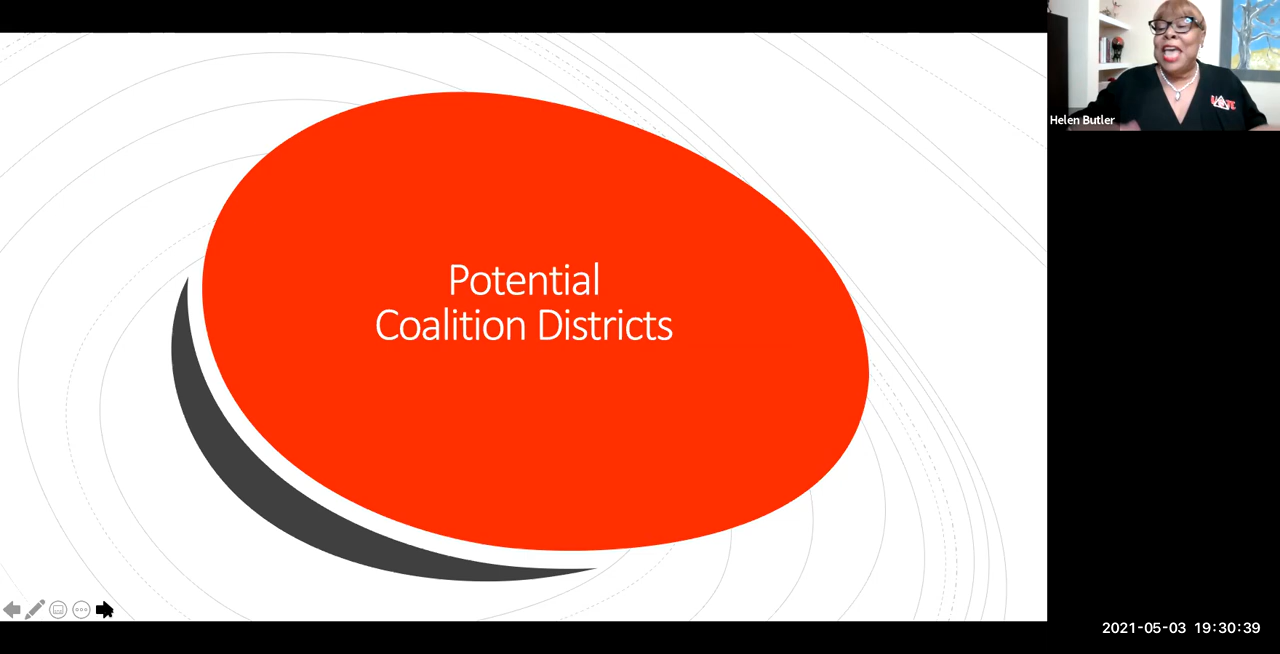 Potential
Coalition Districts
Helen Butler
2021-05-03 19:30:39